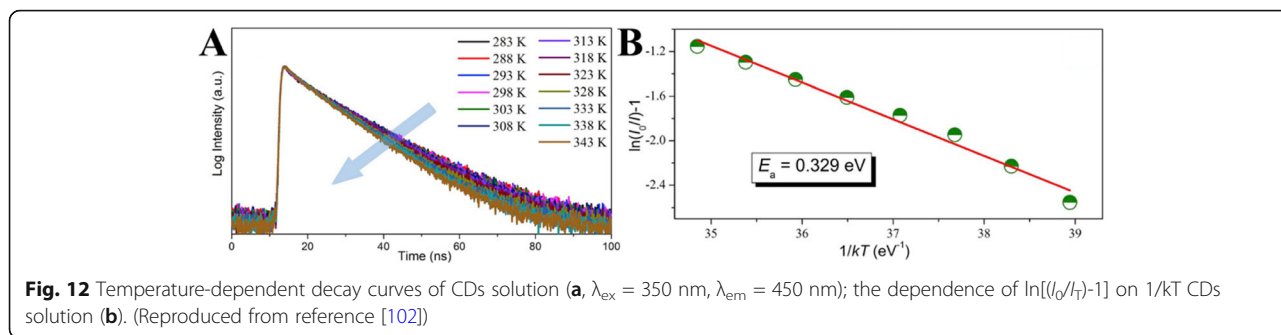 A
Log Intensity (a.u.)
283 K 313 K
288 K 318 K
293 K 323 K
298 K 328 K
303 K 333 K
308 K 338 K
343 K
0 20 40 60 80 100
Time (ns)
B
ln(I₀/I)-1
-1.2
-1.6
-2.0
-2.4
Eₐ = 0.329 eV
35 36 37 38 39
1/kT (eV⁻¹)
Fig. 12 Temperature-dependent decay curves of CDs solution (a, λex = 350 nm, λem = 450 nm); the dependence of ln[(I₀/I_T)-1] on 1/kT CDs
solution (b). (Reproduced from reference [102])